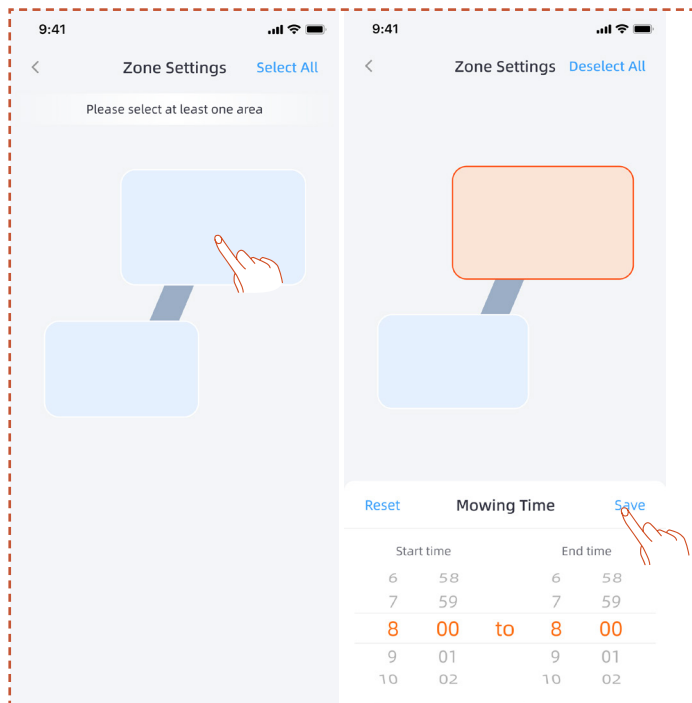 9:41
Zone Settings Select All
Please select at least one area
9:41
Zone Settings Deselect All
Reset Mowing Time Save
Start time End time
6 58 6 58
7 59 7 59
8 00 to 8 00
9 01 9 01
10 02 10 02